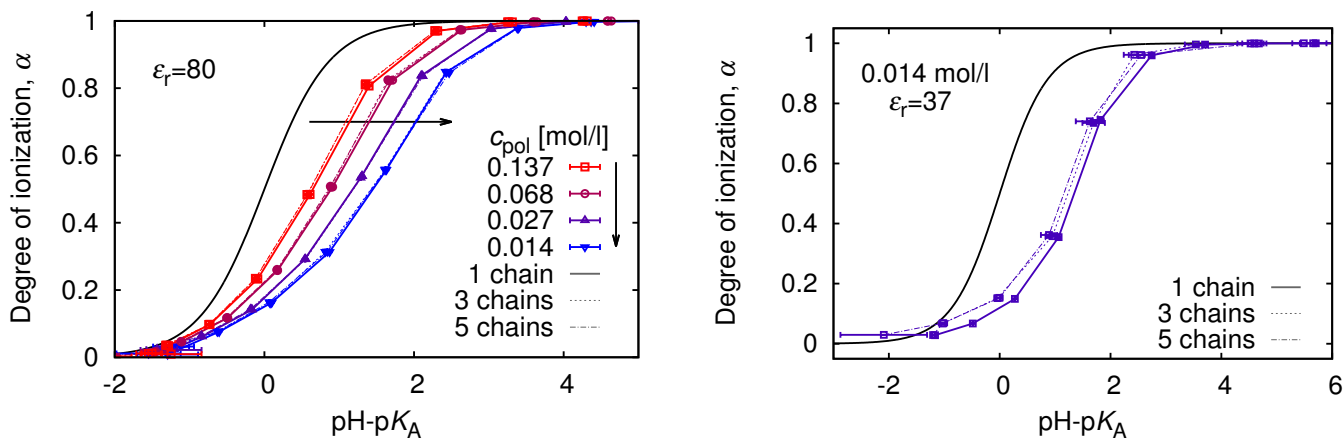 Degree of ionization, α
1
0.8
0.6
0.4
0.2
0
εr=80
cpol [mol/l]
0.137
0.068
0.027
0.014
1 chain
3 chains
5 chains
-2
0
2
4
pH-pKA
Degree of ionization, α
1
0.8
0.6
0.4
0.2
0
0.014 mol/l
εr=37
1 chain
3 chains
5 chains
-2
0
2
4
6
pH-pKA